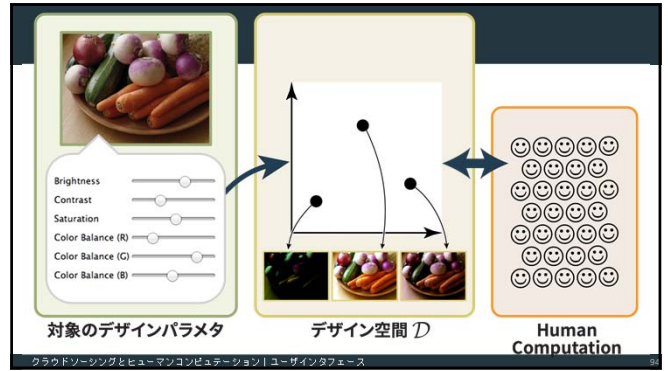 Brightness
Contrast
Saturation
Color Balance (R)
Color Balance (G)
Color Balance (B)
対象のデザインパラメタ
デザイン空間 𝒟
Human
Computation
クラウドソーシングとヒューマンコンピュテーション | ユーザインタフェース
94